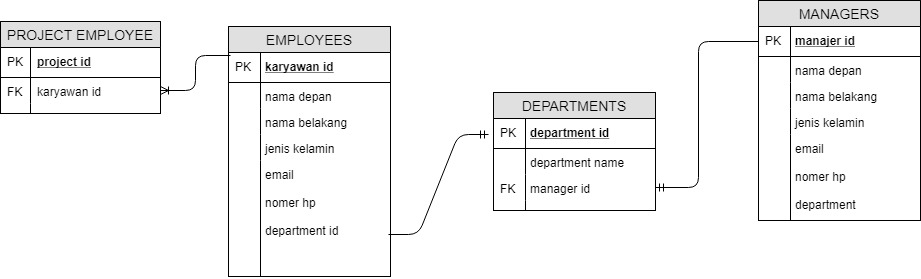 PROJECT EMPLOYEE
PK project id
FK karyawan id
EMPLOYEES
PK karyawan id
nama depan
nama belakang
jenis kelamin
email
nomer hp
department id
DEPARTMENTS
PK department id
department name
FK manager id
MANAGERS
PK manajer id
nama depan
nama belakang
jenis kelamin
email
nomer hp
department